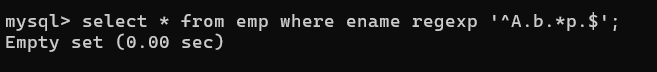 mysql> select * from emp where ename regexp '^A.b.*p.$';
Empty set (0.00 sec)